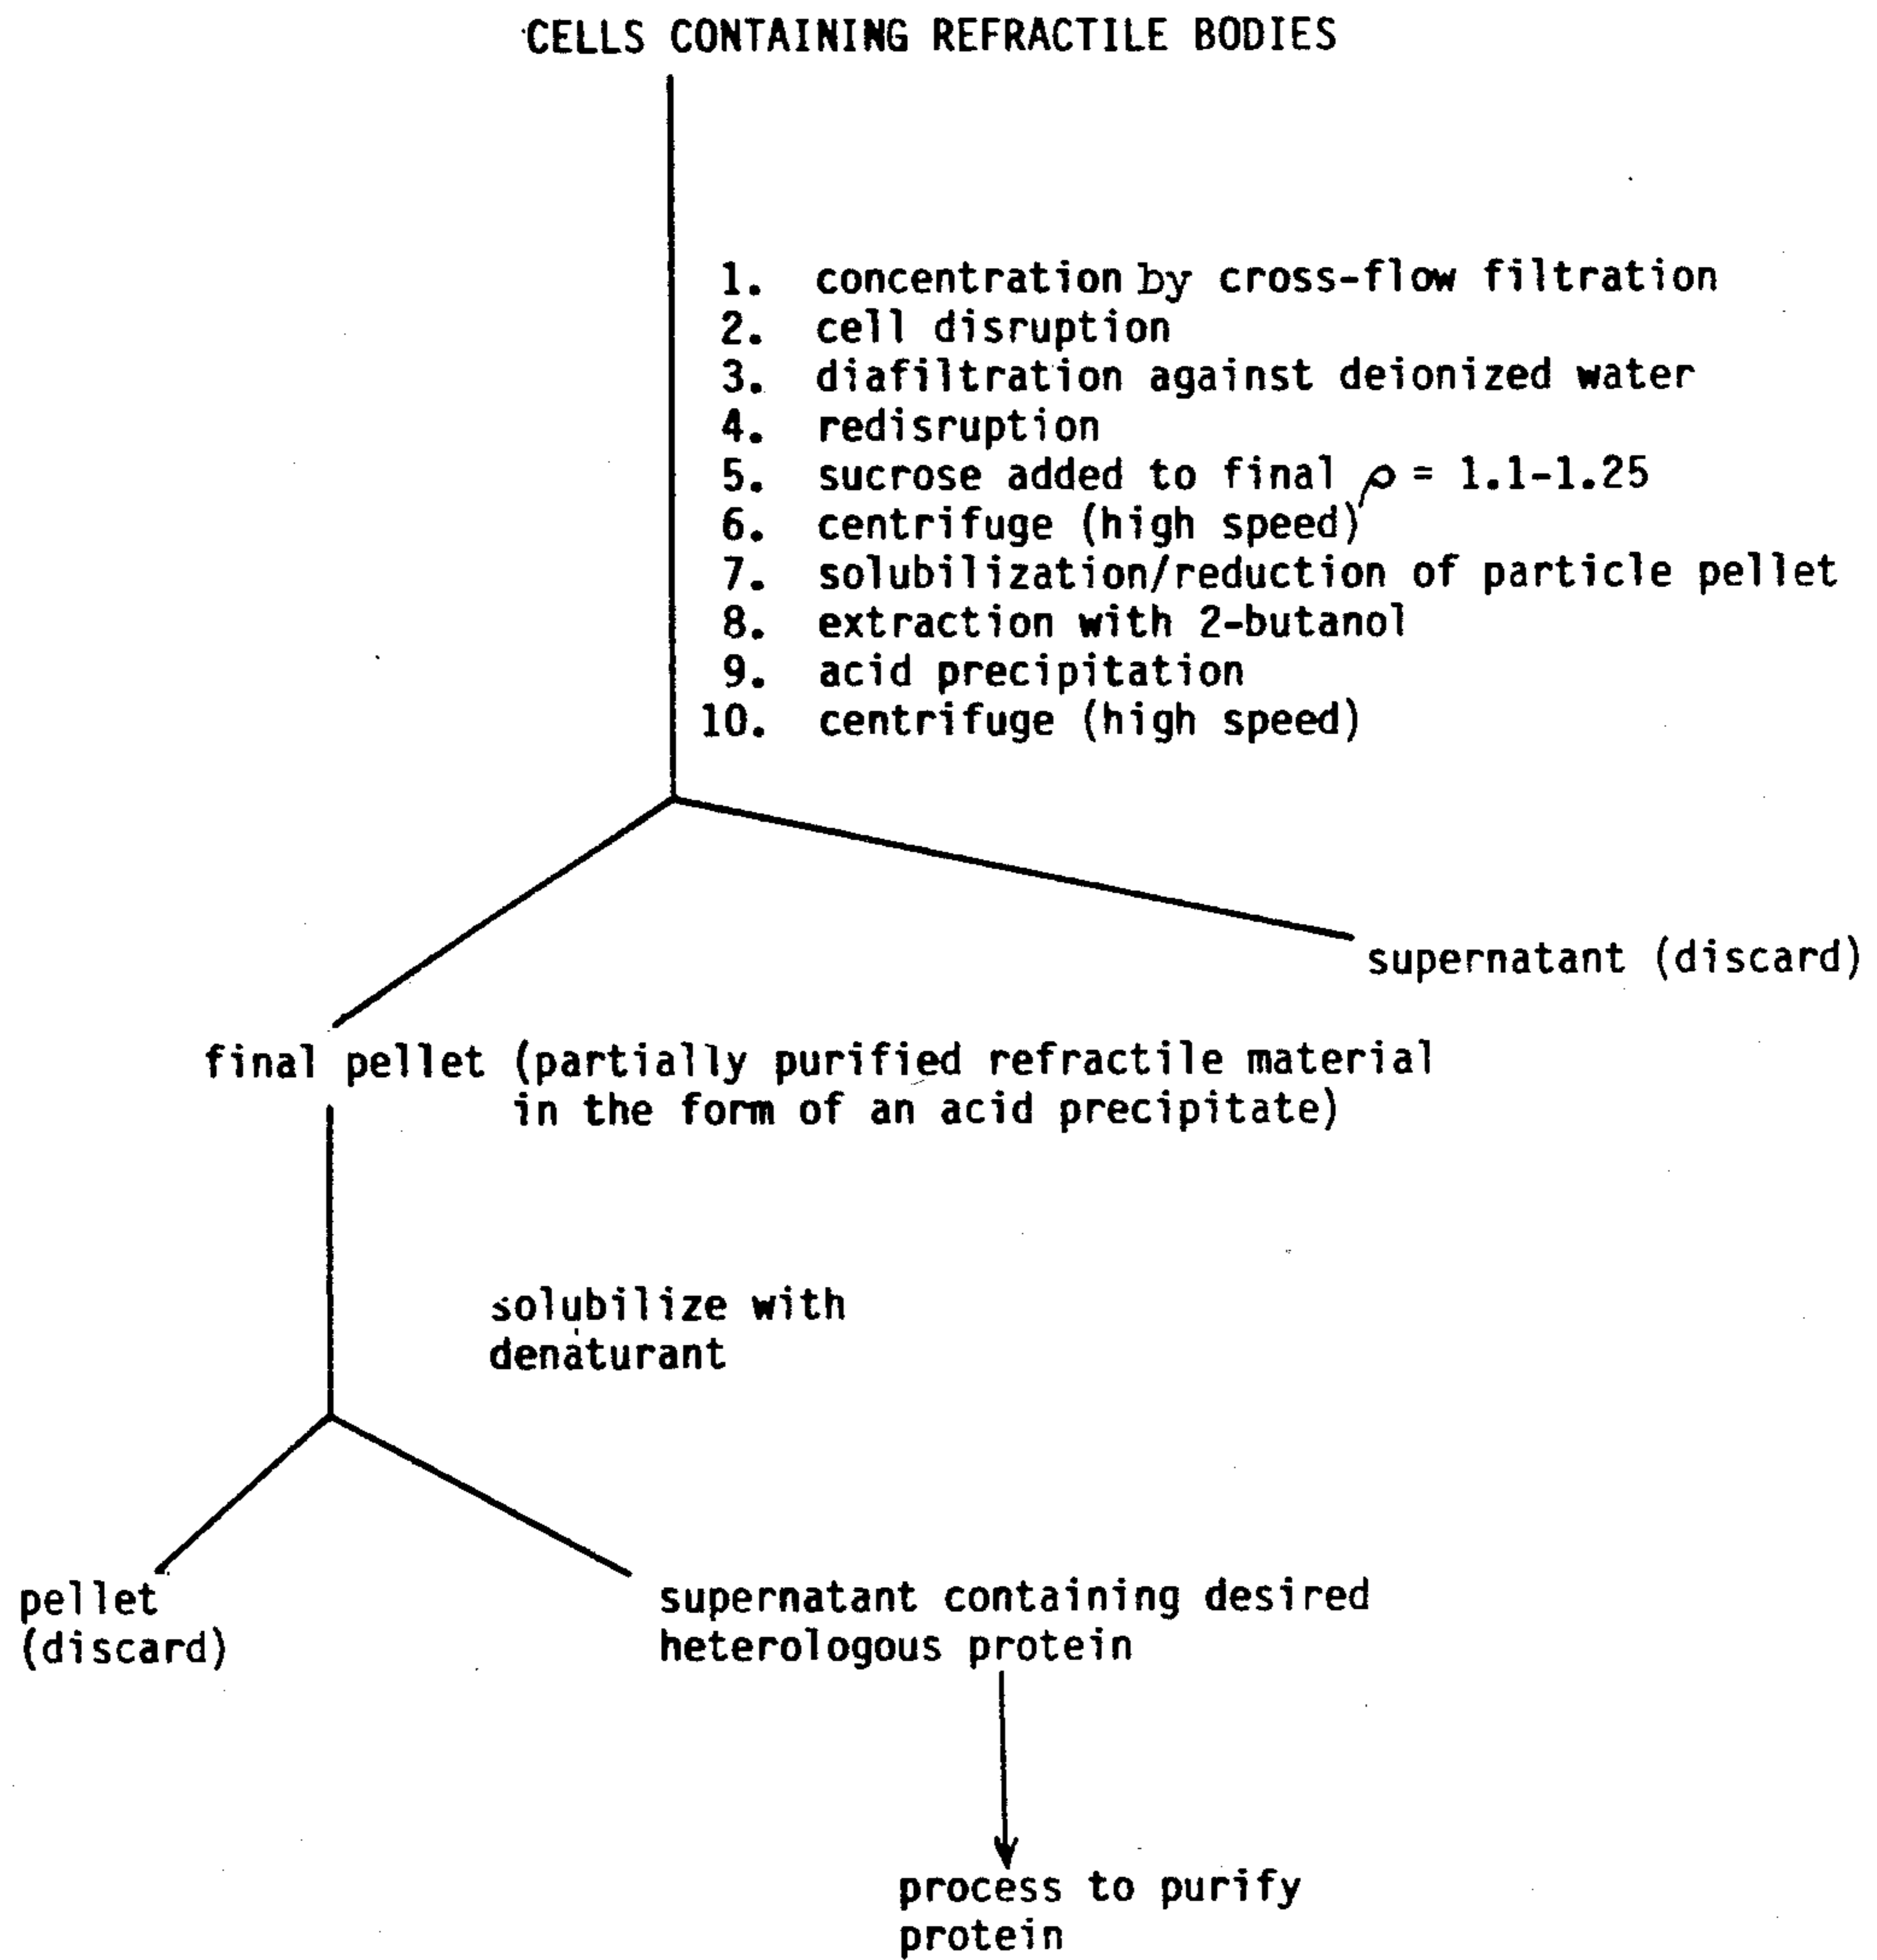 CELLS CONTAINING REFRACTILE BODIES
1. concentration by cross-flow filtration
2. cell disruption
3. diafiltration against deionized water
4. redisruption
5. sucrose added to final ρ = 1.1-1.25
6. centrifuge (high speed)
7. solubilization/reduction of particle pellet
8. extraction with 2-butanol
9. acid precipitation
10. centrifuge (high speed)
supernatant (discard)
final pellet (partially purified refractile material
in the form of an acid precipitate)
solubilize with
denaturant
pellet
(discard)
supernatant containing desired
heterologous protein
process to purify
protein